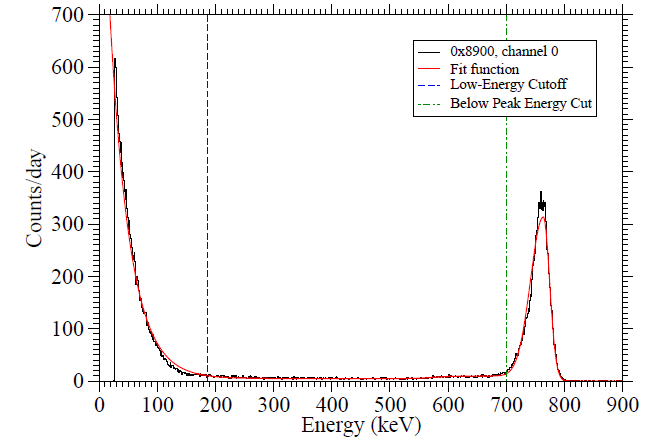 700
600
500
400
300
200
100
0
Counts/day
0x8900, channel 0
Fit function
Low-Energy Cutoff
Below Peak Energy Cut
0 100 200 300 400 500 600 700 800 900
Energy (keV)